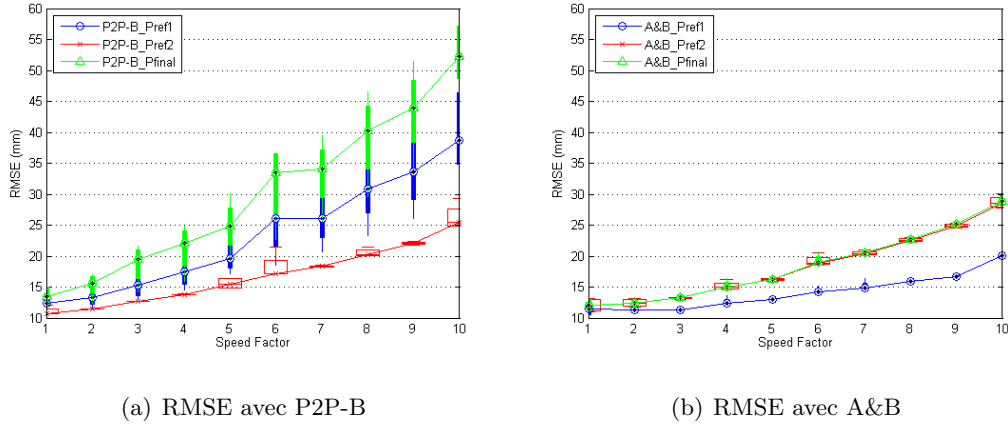 60
55
50
45
40
35
30
25
20
15
10
RMSE (mm)
P2P-B_Pref1
P2P-B_Pref2
P2P-B_Pfinal
1 2 3 4 5 6 7 8 9 10
Speed Factor
(a) RMSE avec P2P-B
60
55
50
45
40
35
30
25
20
15
10
RMSE (mm)
A&B_Pref1
A&B_Pref2
A&B_Pfinal
1 2 3 4 5 6 7 8 9 10
Speed Factor
(b) RMSE avec A&B